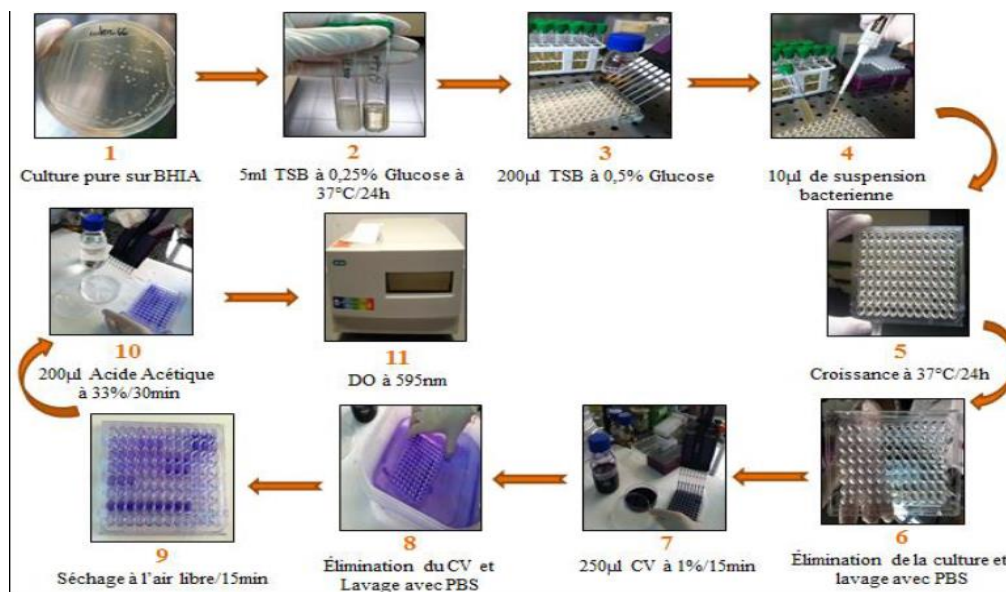 1
Culture pure sur BHIA
2
5ml TSB à 0,25% Glucose à
37°C/24h
3
200µl TSB à 0,5% Glucose
4
10µl de suspension
bacterienne
5
Croissance à 37°C/24h
6
Élimination de la culture et
lavage avec PBS
7
250µl CV à 1%/15min
8
Élimination du CV et
Lavage avec PBS
9
Séchage à l'air libre/15min
10
200µl Acide Acétique
à 33%/30min
11
DO à 595nm